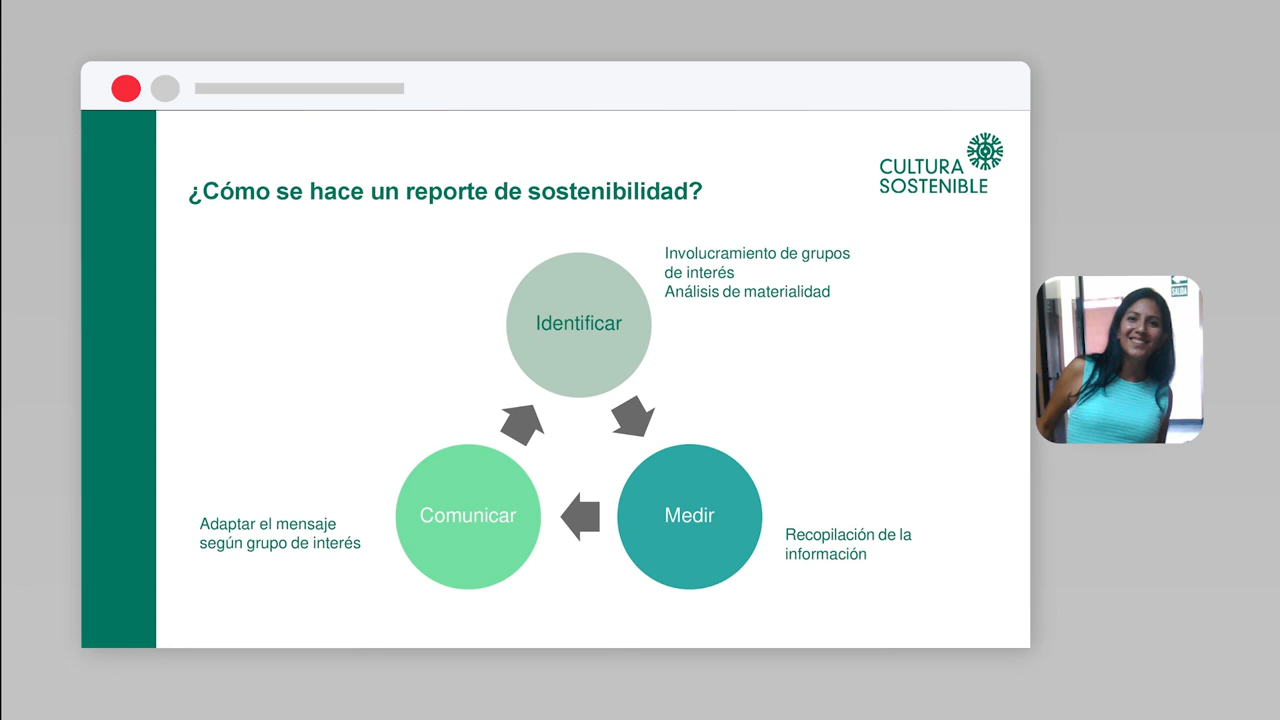 CULTURA
SOSTENIBLE
¿Cómo se hace un reporte de sostenibilidad?
Involucramiento de grupos
de interés
Análisis de materialidad
Identificar
SALIDA
Comunicar
Medir
Adaptar el mensaje
según grupo de interés
Recopilación de la
información